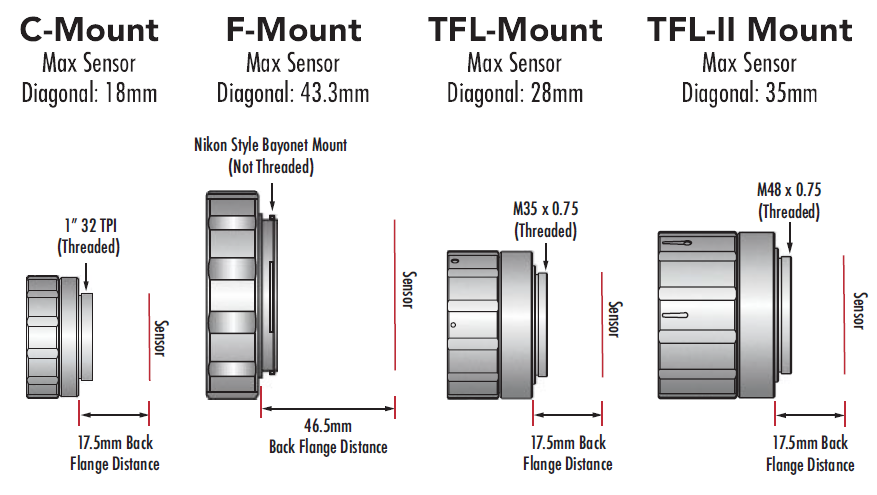 C-Mount
Max Sensor
Diagonal: 18mm
F-Mount
Max Sensor
Diagonal: 43.3mm
TFL-Mount
Max Sensor
Diagonal: 28mm
TFL-II Mount
Max Sensor
Diagonal: 35mm
1” 32 TPI
(Threaded)
Sensor
17.5mm Back
Flange Distance
Nikon Style Bayonet Mount
(Not Threaded)
Sensor
46.5mm
Back Flange Distance
M35 x 0.75
(Threaded)
Sensor
17.5mm Back
Flange Distance
M48 x 0.75
(Threaded)
Sensor
17.5mm Back
Flange Distance